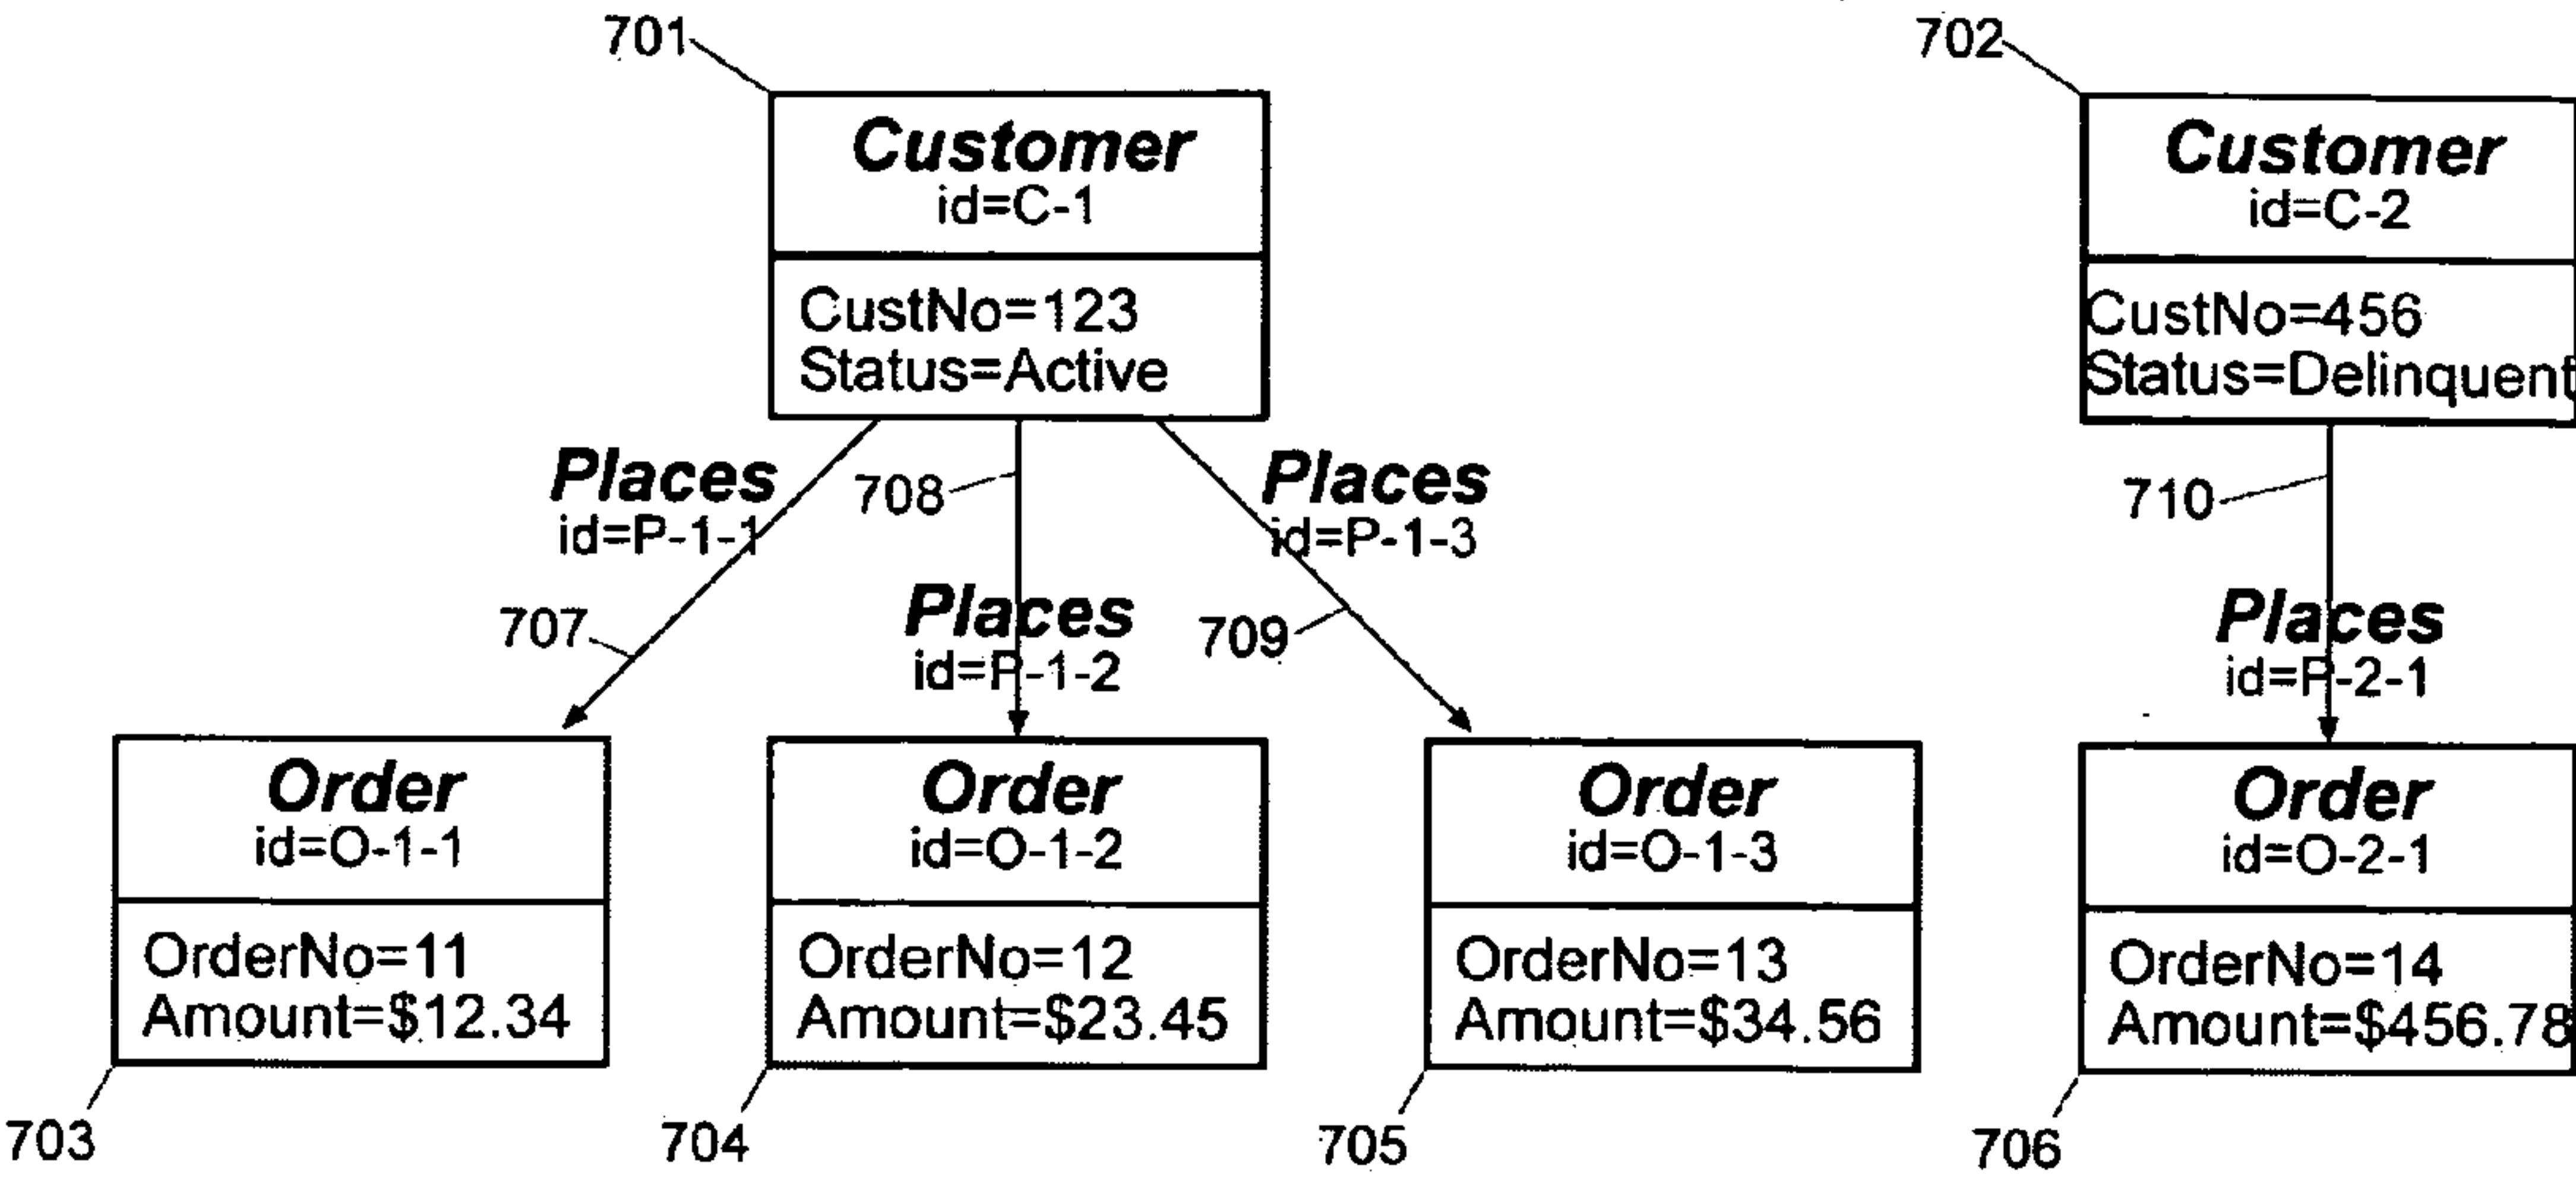 701
702
Customer
id=C-1
CustNo=123
Status=Active
Customer
id=C-2
CustNo=456
Status=Delinquent
Places
id=P-1-1
708
Places
id=P-1-3
710
707
Places
id=P-1-2
709
Places
id=P-2-1
Order
id=O-1-1
OrderNo=11
Amount=$12.34
Order
id=O-1-2
OrderNo=12
Amount=$23.45
Order
id=O-1-3
OrderNo=13
Amount=$34.56
Order
id=O-2-1
OrderNo=14
Amount=$456.78
703
704
705
706